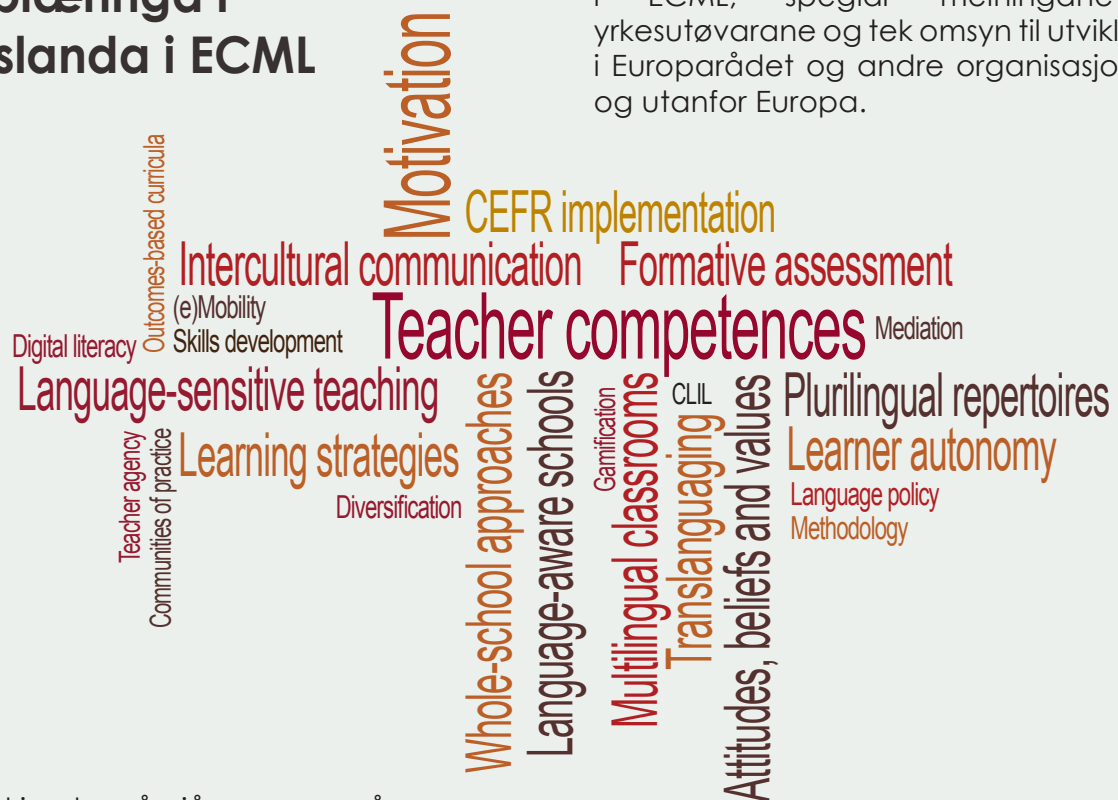 i
slanda i ECML
i ECML, speglar meiningane
yrkesutøvarane og tek omsyn til
i Europarådet og andre
og utanfor Europa.
Motivation
Outcomes-based curricula
CEFR implementation
Intercultural communication
Formative assessment
(e)Mobility
Teacher competences
Mediation
Digital literacy
Skills development
Language-sensitive teaching
Whole-school approaches
Language-aware schools
Gamification
Multilingual classrooms
CLIL
Translanguaging
Attitudes, beliefs and values
Plurilingual repertoires
Teacher agency
Communities of practice
Learning strategies
Learner autonomy
Diversification
Language policy
Methodology